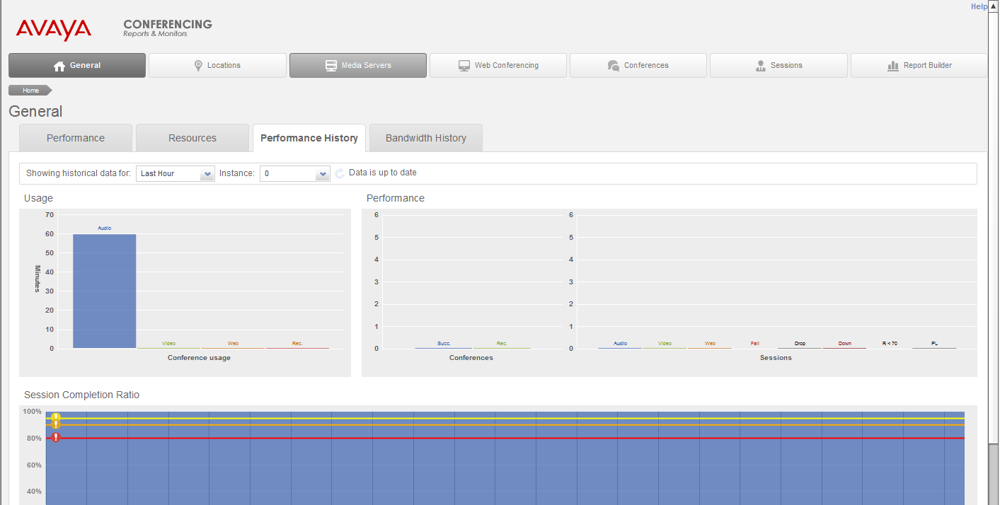 Help
AVAYA
CONFERENCING
Reports & Monitors
General Locations Media Servers Web Conferencing Conferences Sessions Report Builder
Home
General
Performance Resources Performance History Bandwidth History
Showing historical data for: Last Hour Instance: 0 Data is up to date
Usage
70
60
50
40
30
20
10
0
Minutes
Audio
Video Web Rec.
Conference usage
Performance
6
5
4
3
2
1
0
Succ. Rec.
Conferences
6
5
4
3
2
1
0
Audio Video Web Fail Drop Down R < 70 PL
Sessions
Session Completion Ratio
100%
80%
60%
40%